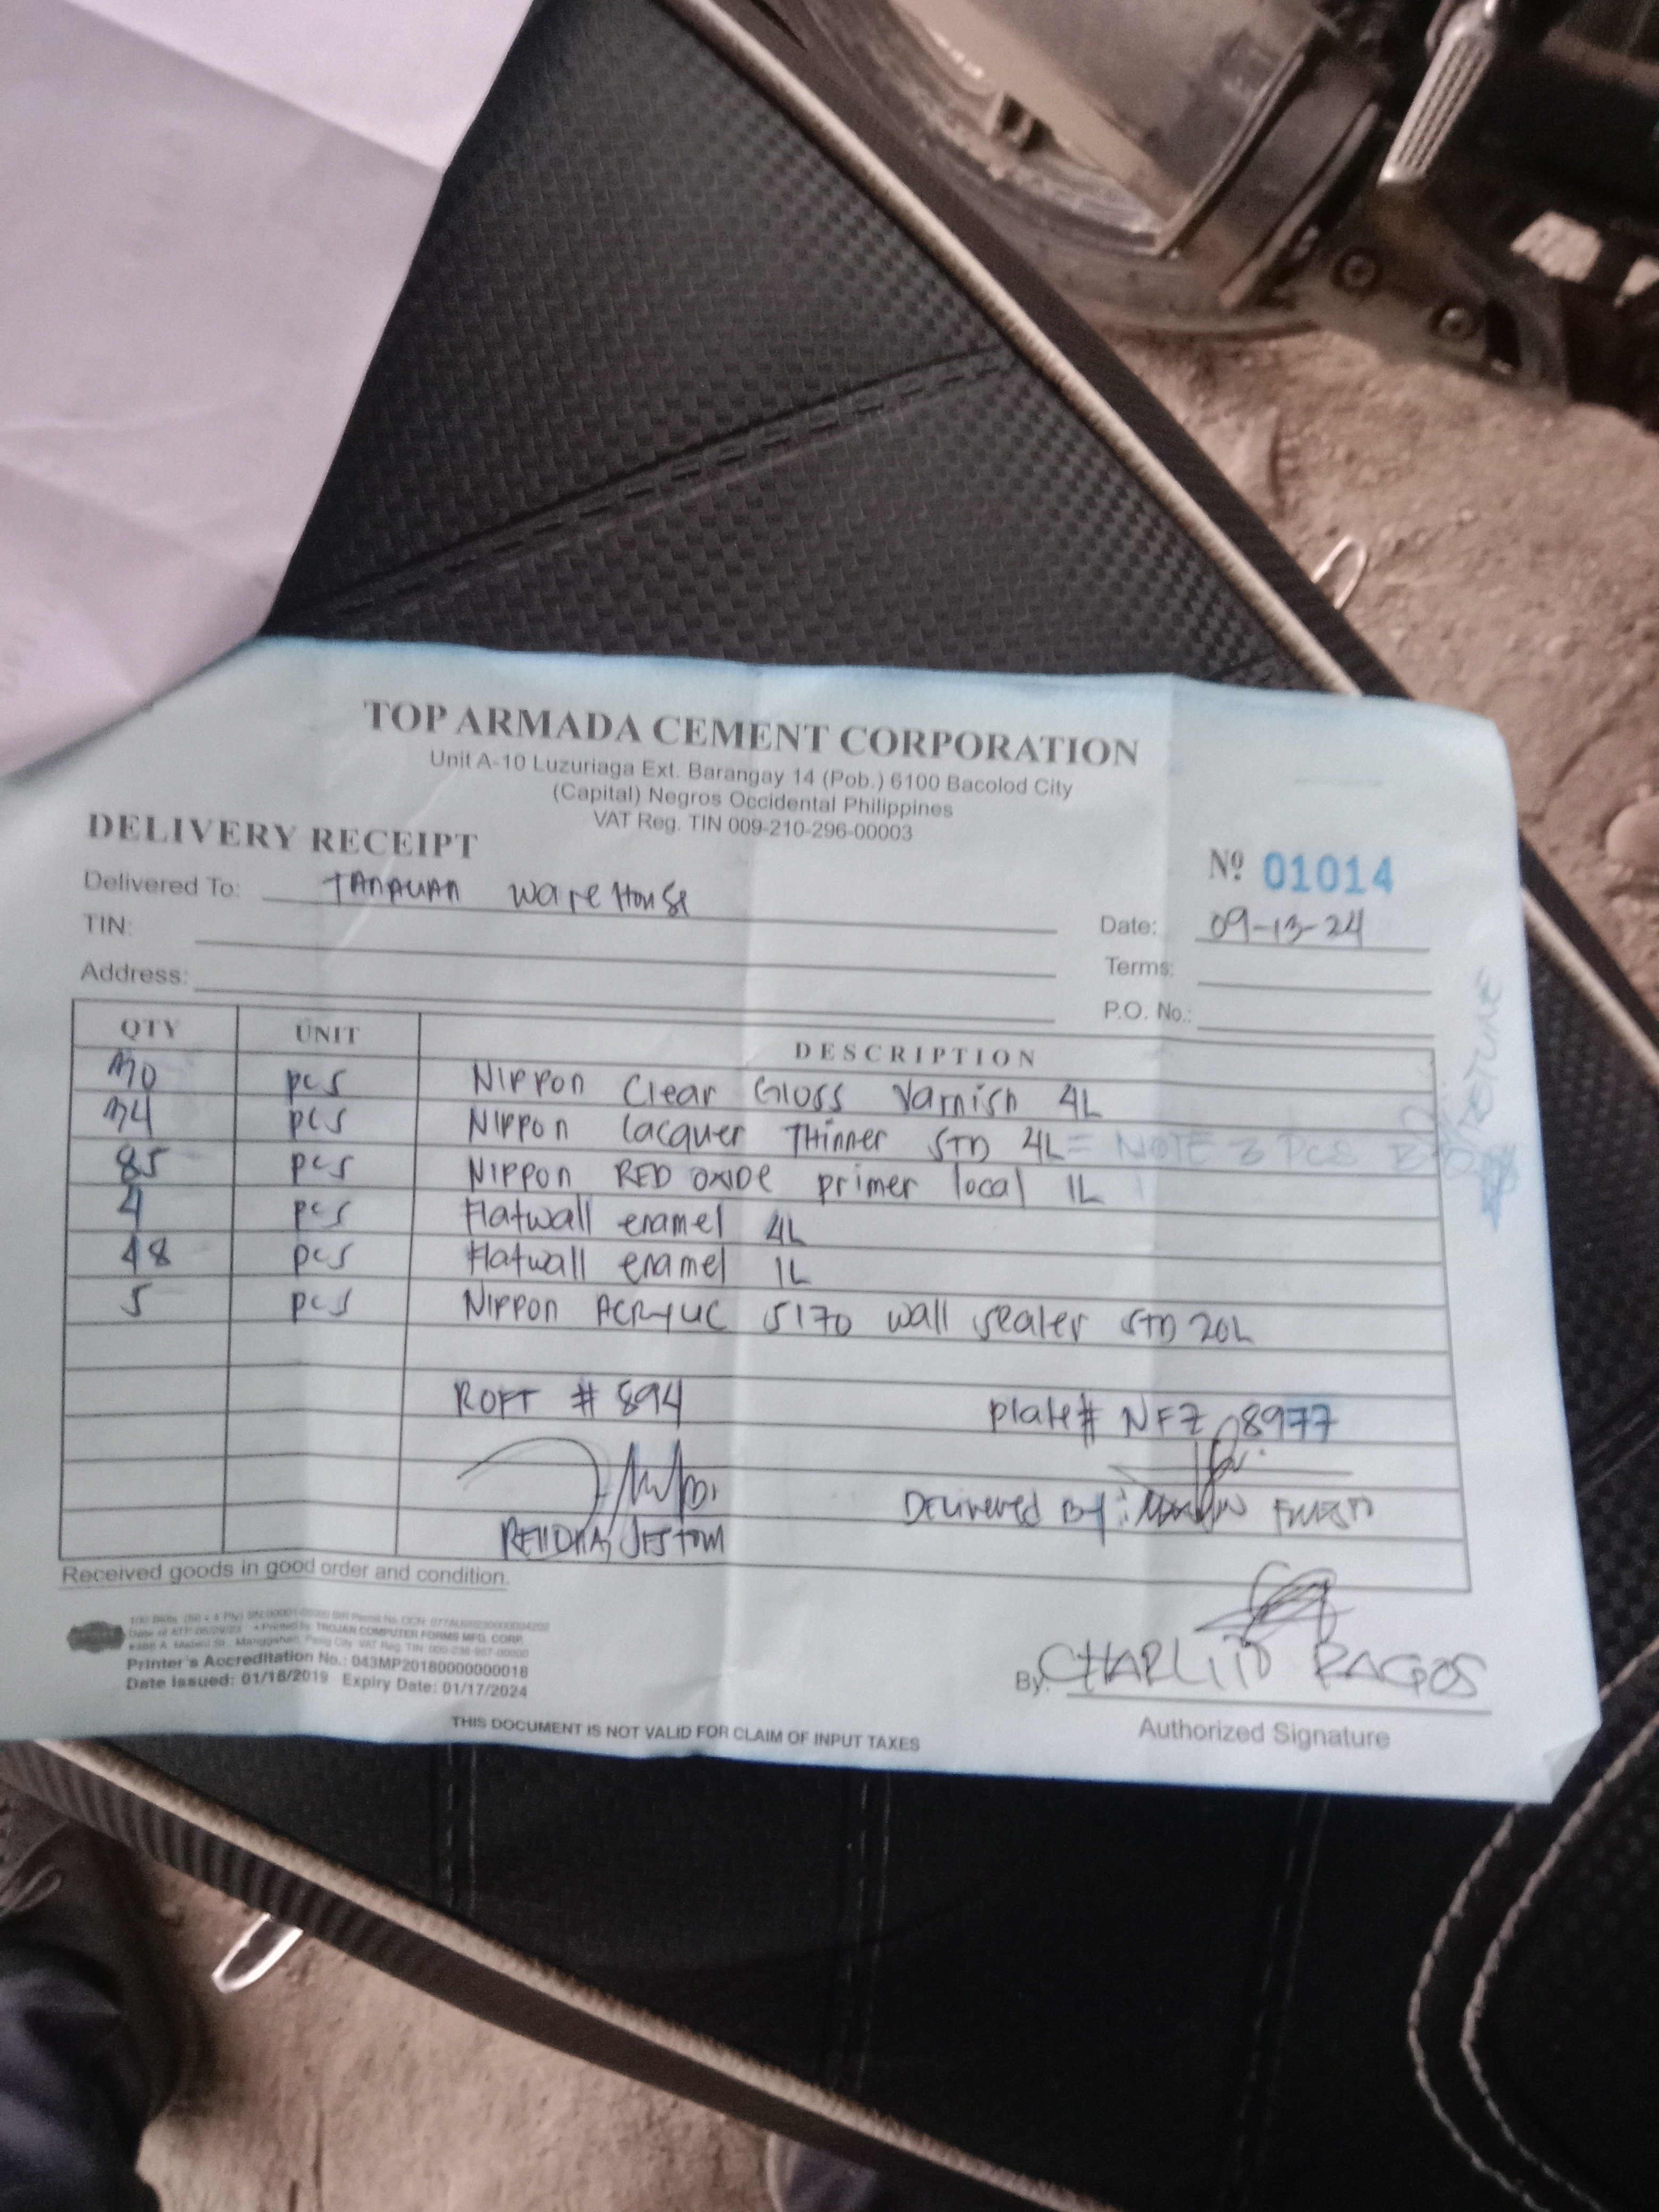 TOP ARMADA CEMENT CORPORATION
Unit A-10 Luzuriaga Ext. Barangay 14 (Pob.) 6100 Bacolod City
(Capital) Negros Occidental Philippines
VAT Reg. TIN 009-210-296-00003
DELIVERY RECEIPT
Nº 01014
Delivered To: TANAUAN WareHouse
Date: 09-13-24
TIN:
Terms:
Address:
P.O. No.:
QTY UNIT DESCRIPTION
pcs Nippon Clear Gloss Varnish 4L
pcs Nippon lacquer THinner STD 4L = NOTE 3 PCS
85 pcs Nippon RED OXIDe primer local 1L
4 pcs Flatwall enamel 4L
48 pcs Flatwall enamel 1L
5 pcs Nippon ACRYLIC 5170 wall sealer STD 20L
ROFT # 894 plate# NFZ 8977
Delivered By:
Received goods in good order and condition.
Printer's Accreditation No.: 043MP20180000000018
Date Issued: 01/18/2019 Expiry Date: 01/17/2024
By: CHARLITO RAGOS
Authorized Signature
THIS DOCUMENT IS NOT VALID FOR CLAIM OF INPUT TAXES